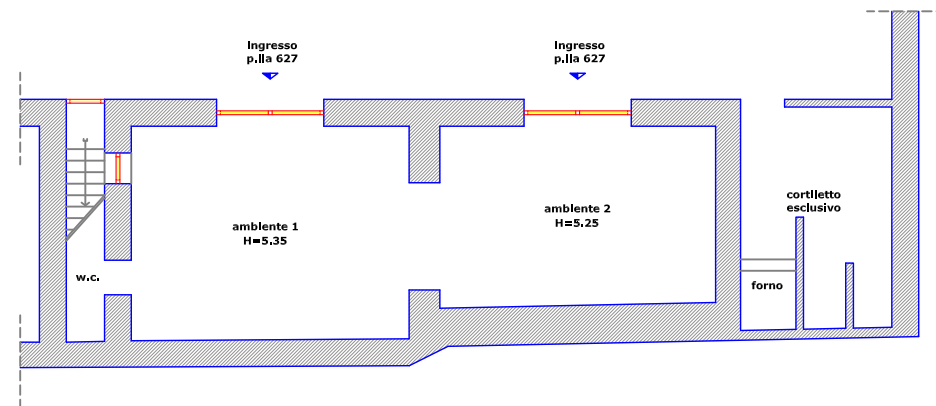 Ingresso
p.lla 627
Ingresso
p.lla 627
ambiente 1
H=5.35
ambiente 2
H=5.25
cortiletto
esclusivo
w.c.
forno